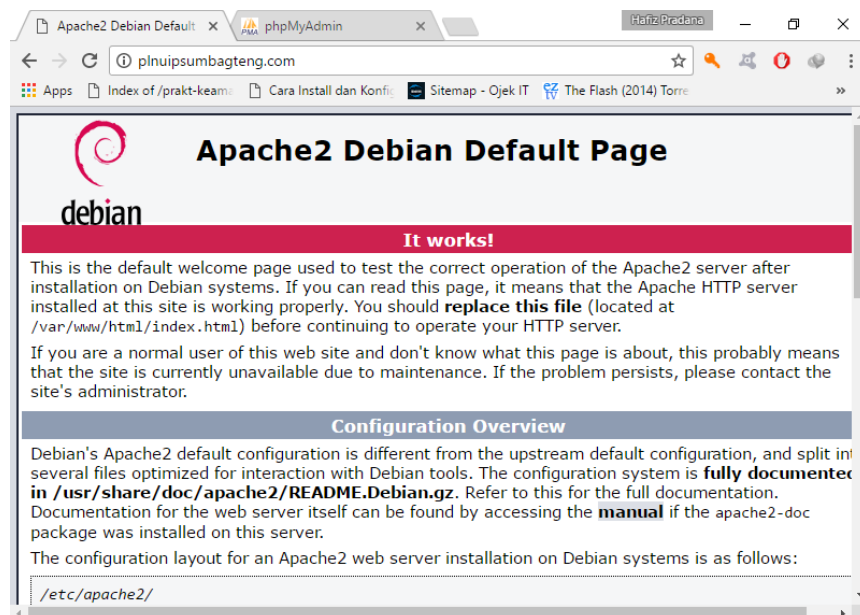 Apache2 Debian Default
phpMyAdmin
Hafiz Pradana
plnuipsumbagteng.com
Apps
Index of /prakt-keama
Cara Install dan Konfig
Sitemap - Ojek IT
The Flash (2014) Torre
»
debian
Apache2 Debian Default Page
It works!
This is the default welcome page used to test the correct operation of the Apache2 server after
installation on Debian systems. If you can read this page, it means that the Apache HTTP server
installed at this site is working properly. You should replace this file (located at
/var/www/html/index.html) before continuing to operate your HTTP server.
If you are a normal user of this web site and don't know what this page is about, this probably means
that the site is currently unavailable due to maintenance. If the problem persists, please contact the
site's administrator.
Configuration Overview
Debian's Apache2 default configuration is different from the upstream default configuration, and split int
several files optimized for interaction with Debian tools. The configuration system is fully documented
in /usr/share/doc/apache2/README.Debian.gz. Refer to this for the full documentation.
Documentation for the web server itself can be found by accessing the manual if the apache2-doc
package was installed on this server.
The configuration layout for an Apache2 web server installation on Debian systems is as follows:
/etc/apache2/